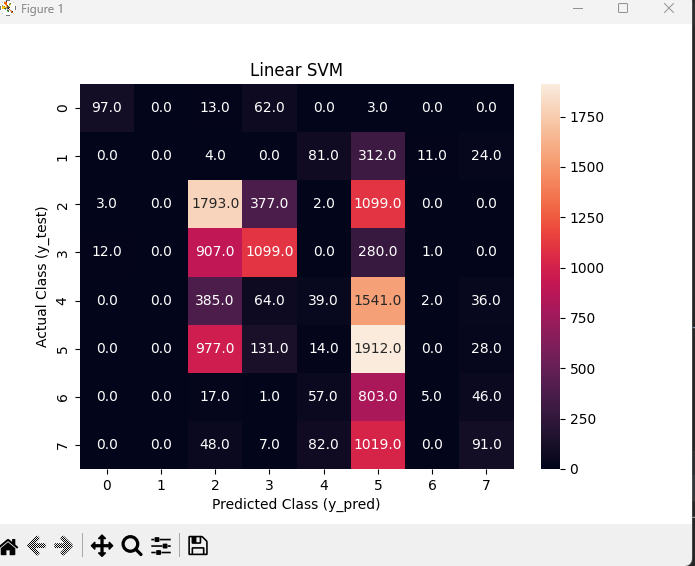 Figure 1
Linear SVM
0 97.0 0.0 13.0 62.0 0.0 3.0 0.0 0.0
1 0.0 0.0 4.0 0.0 81.0 312.0 11.0 24.0
2 3.0 0.0 1793.0 377.0 2.0 1099.0 0.0 0.0
3 12.0 0.0 907.0 1099.0 0.0 280.0 1.0 0.0
4 0.0 0.0 385.0 64.0 39.0 1541.0 2.0 36.0
5 0.0 0.0 977.0 131.0 14.0 1912.0 0.0 28.0
6 0.0 0.0 17.0 1.0 57.0 803.0 5.0 46.0
7 0.0 0.0 48.0 7.0 82.0 1019.0 0.0 91.0
0 1 2 3 4 5 6 7
Predicted Class (y_pred)
Actual Class (y_test)
1750
1500
1250
1000
750
500
250
0